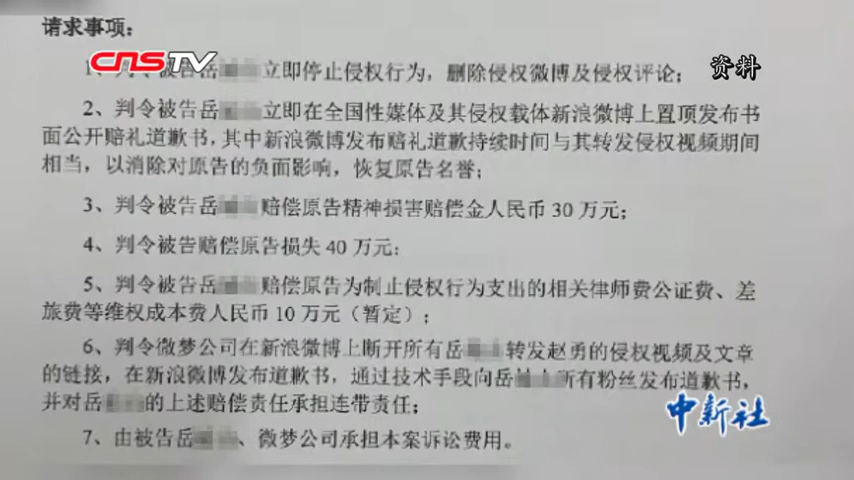 请求事项:
CNSTV
资料
1、判令被告岳立即停止侵权行为，删除侵权微博及侵权评论;
2、判令被告岳立即在全国性媒体及其侵权载体新浪微博上置顶发布书
面公开赔礼道歉书，其中新浪微博发布赔礼道歉持续时间与其转发侵权视频期间
相当，以消除对原告的负面影响，恢复原告名誉;
3、判令被告岳赔偿原告精神损害赔偿金人民币 30 万元;
4、判令被告赔偿原告损失 40 万元;
5、判令被告岳赔偿原告为制止侵权行为支出的相关律师费公证费、差
旅费等维权成本费人民币 10 万元（暂定）;
6、判令微梦公司在新浪微博上断开所有岳转发赵勇的侵权视频及文章
的链接，在新浪微博发布道歉书，通过技术手段向岳所有粉丝发布道歉书，
并对岳的上述赔偿责任承担连带责任;
中新社
7、由被告岳、微梦公司承担本案诉讼费用。